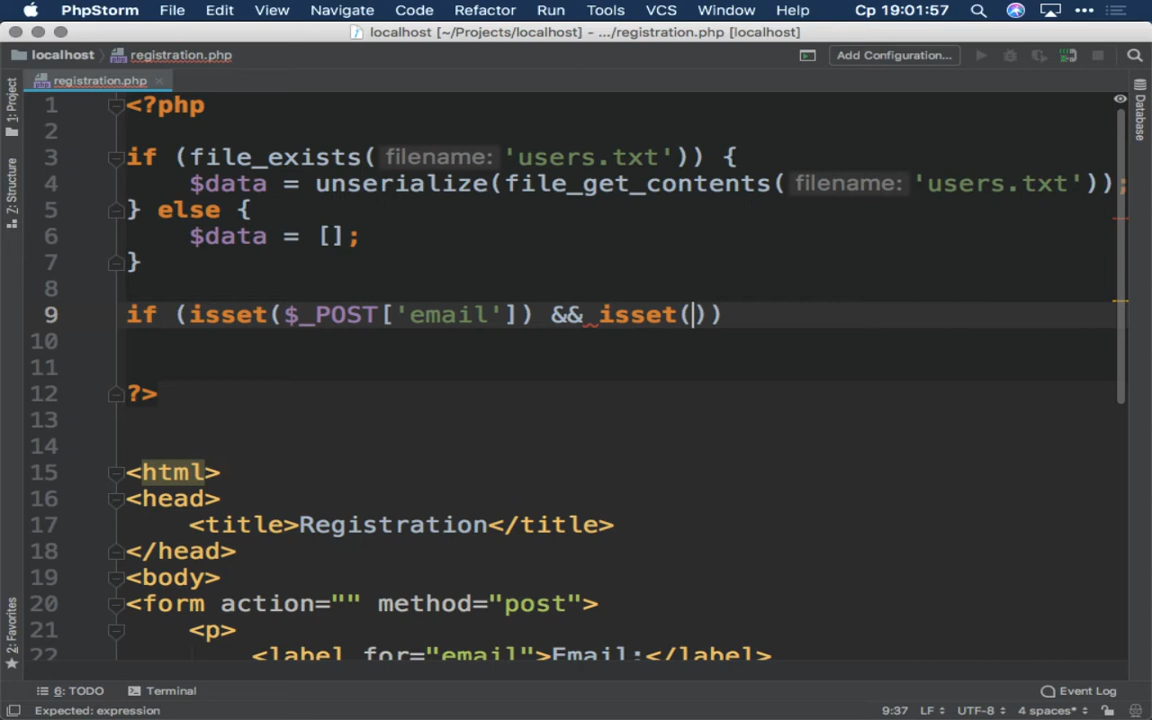 PhpStorm File Edit View Navigate Code Refactor Run Tools VCS Window Help Ср 19:01:57
localhost [~/Projects/localhost] - .../registration.php [localhost]
localhost registration.php Add Configuration...
registration.php
1: Project
Z: Structure
2: Favorites
Database
1 <?php
2
3 if (file_exists( filename: 'users.txt')) {
4 $data = unserialize(file_get_contents( filename: 'users.txt'));
5 } else {
6 $data = [];
7 }
8
9 if (isset($_POST['email']) && isset())
10
11
12 ?>
13
14
15 <html>
16 <head>
17 <title>Registration</title>
18 </head>
19 <body>
20 <form action="" method="post">
21 <p>
22 <label for="email">Email:</label>
6: TODO Terminal Event Log
Expected: expression 9:37 LF UTF-8 4 spaces*